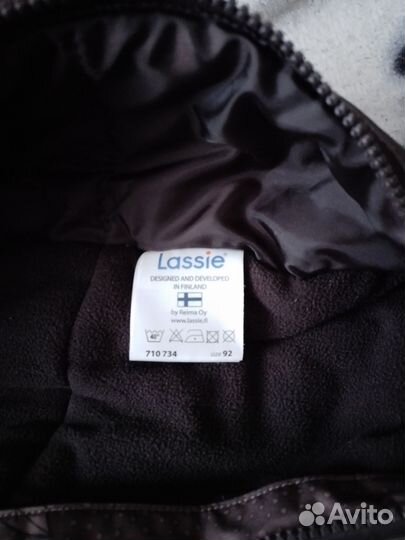 Lassie®
DESIGNED AND DEVELOPED
IN FINLAND
by Reima Oy
www.lassie.fi
40°
710 734 SIZE 92
Avito